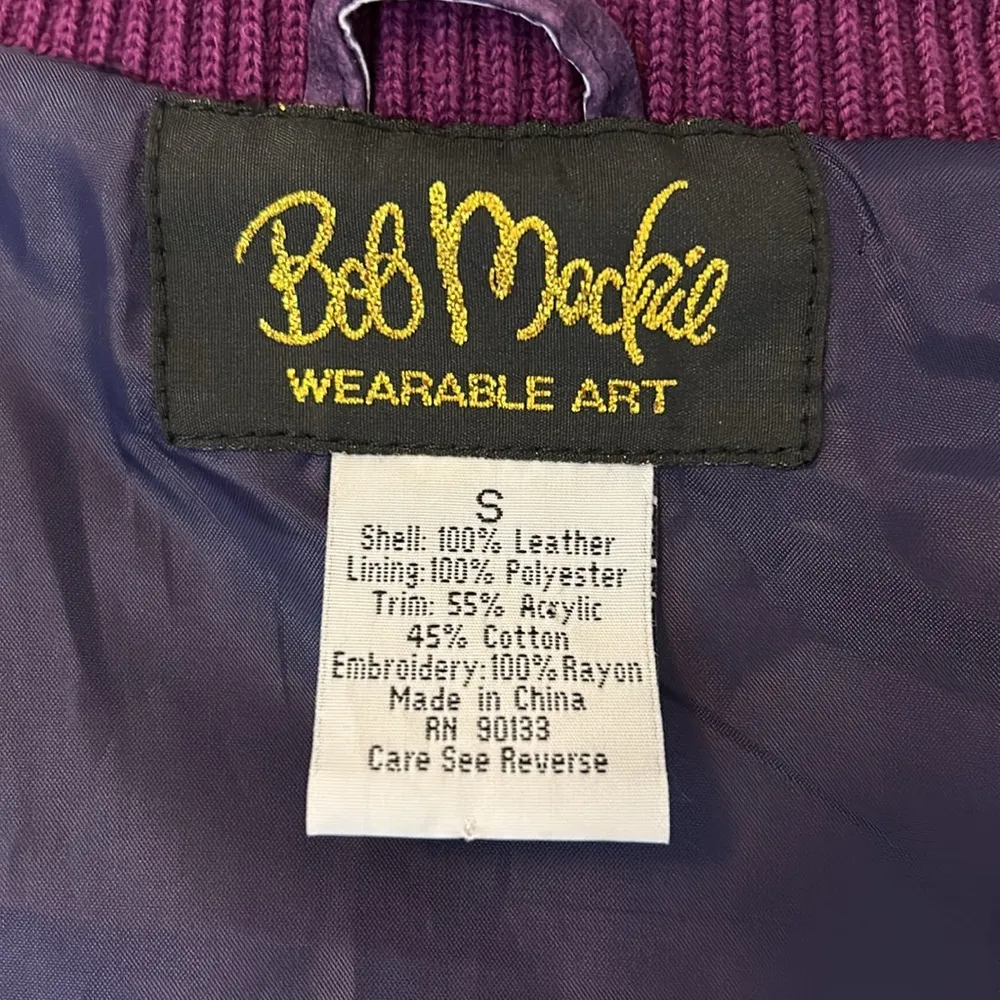 Bob Mackie
WEARABLE ART
S
Shell: 100% Leather
Lining:100% Polyester
Trim: 55% Acrylic
45% Cotton
Embroidery:100%Rayon
Made in China
RN 90133
Care See Reverse